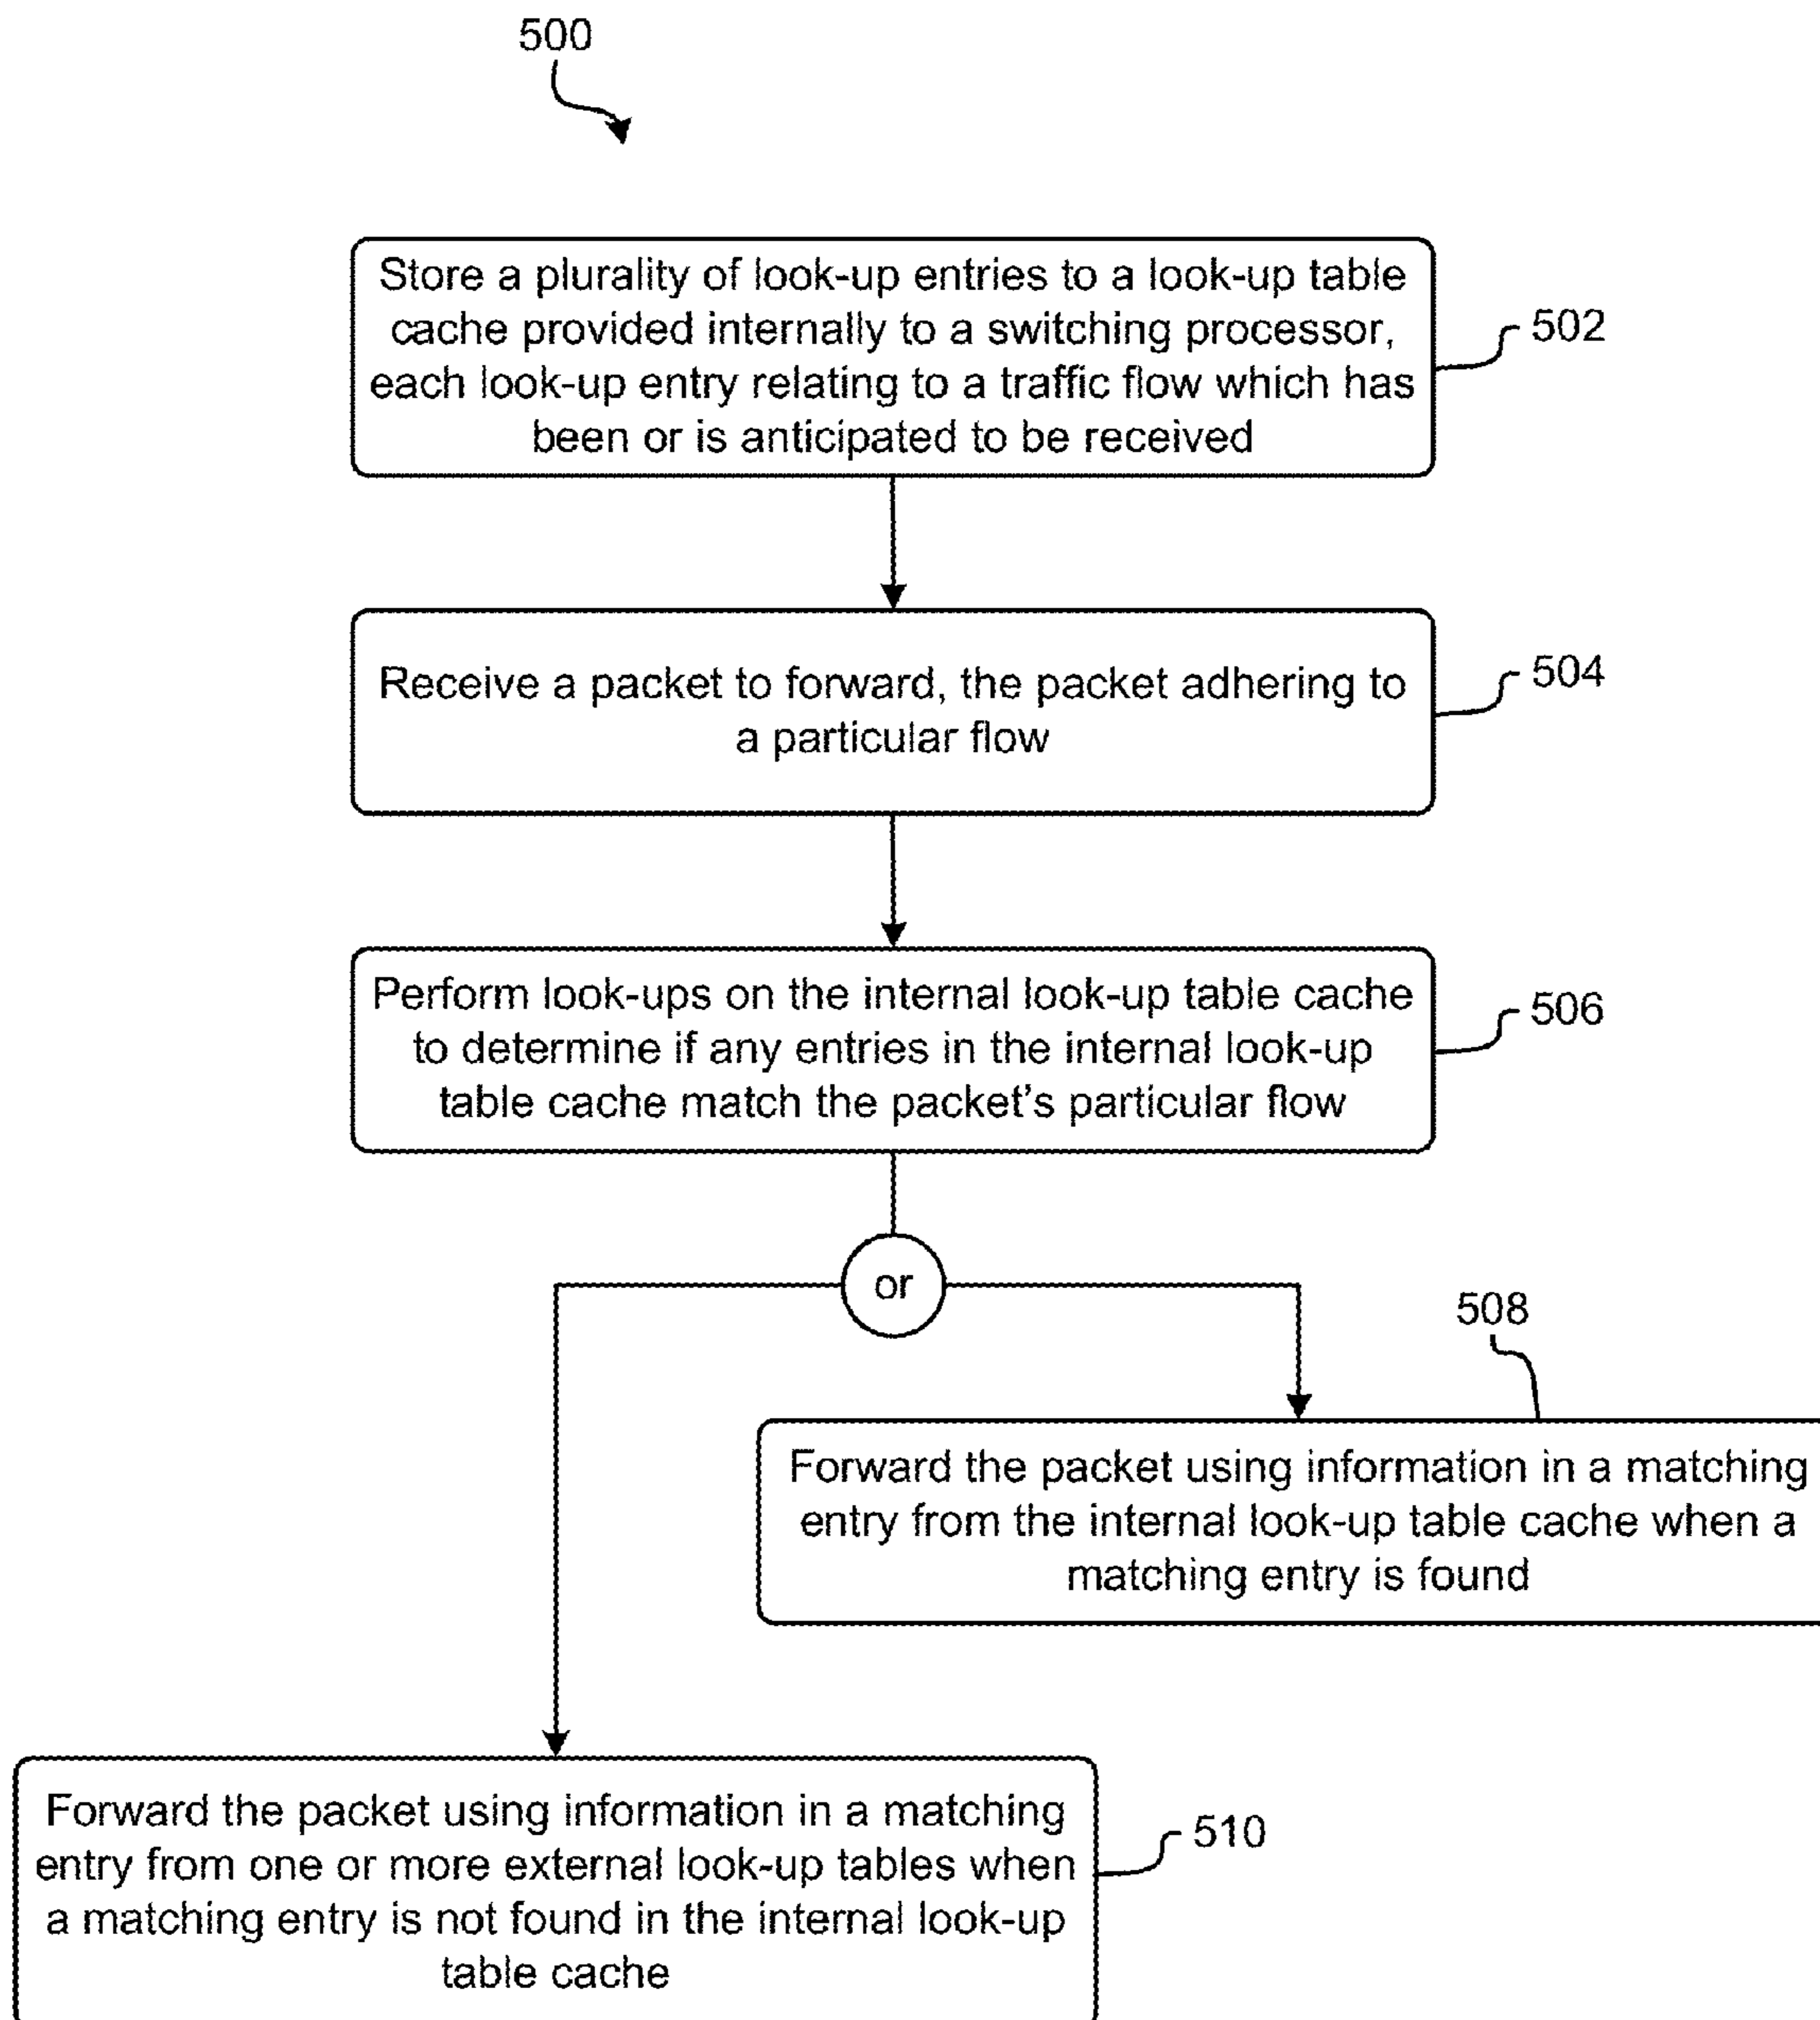 500
Store a plurality of look-up entries to a look-up table
cache provided internally to a switching processor,
each look-up entry relating to a traffic flow which has
been or is anticipated to be received
502
Receive a packet to forward, the packet adhering to
a particular flow
504
Perform look-ups on the internal look-up table cache
to determine if any entries in the internal look-up
table cache match the packet's particular flow
506
or
508
Forward the packet using information in a matching
entry from the internal look-up table cache when a
matching entry is found
Forward the packet using information in a matching
entry from one or more external look-up tables when
a matching entry is not found in the internal look-up
table cache
510